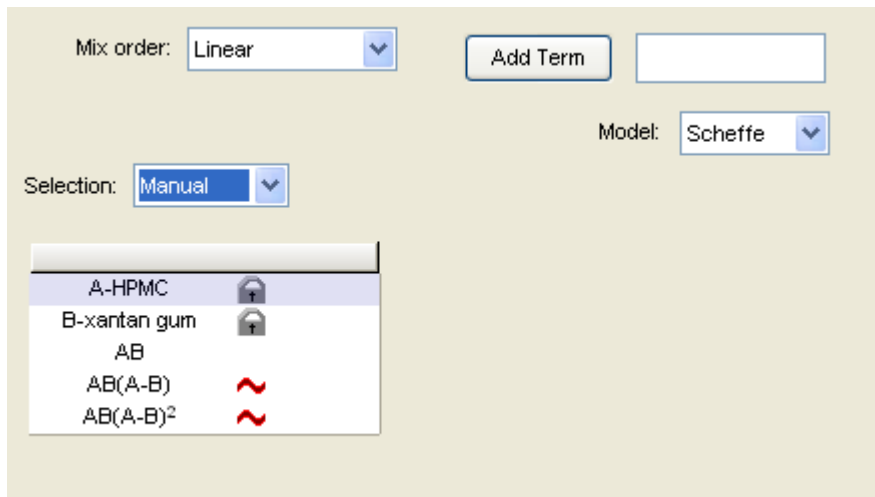 Mix order: Linear
Add Term
Model: Scheffe
Selection: Manual
A-HPMC
B-xantan gum
AB
AB(A-B)
AB(A-B)²